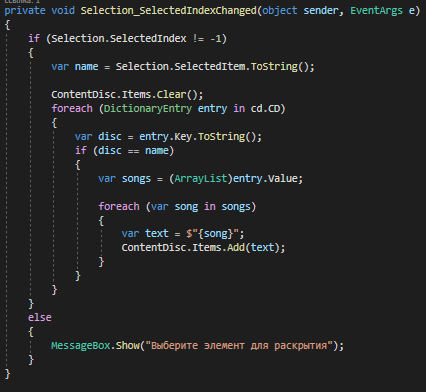 private void Selection_SelectedIndexChanged(object sender, EventArgs e)
{
if (Selection.SelectedIndex != -1)
{
var name = Selection.SelectedItem.ToString();
ContentDisc.Items.Clear();
foreach (DictionaryEntry entry in cd.CD)
{
var disc = entry.Key.ToString();
if (disc == name)
{
var songs = (ArrayList)entry.Value;
foreach (var song in songs)
{
var text = $"{song}";
ContentDisc.Items.Add(text);
}
}
}
}
else
{
MessageBox.Show("Выберите элемент для раскрытия");
}
}